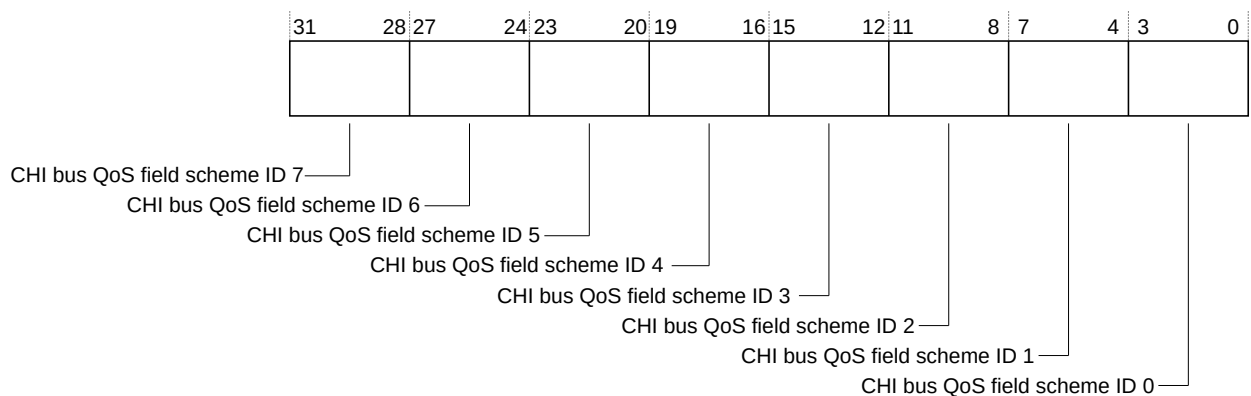 31 28 27 24 23 20 19 16 15 12 11 8 7 4 3 0
CHI bus QoS field scheme ID 7
CHI bus QoS field scheme ID 6
CHI bus QoS field scheme ID 5
CHI bus QoS field scheme ID 4
CHI bus QoS field scheme ID 3
CHI bus QoS field scheme ID 2
CHI bus QoS field scheme ID 1
CHI bus QoS field scheme ID 0